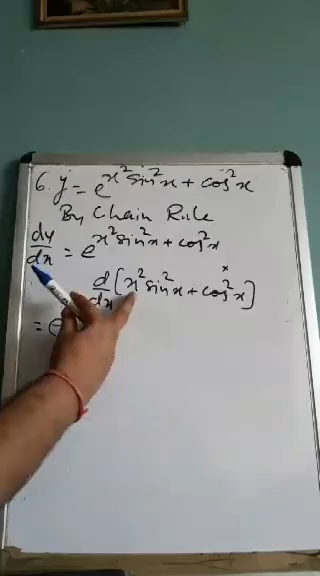 6. y = e^{x² sin² x + cos² x}
By Chain Rule
dy/dx = e^{x² sin² x + cos² x}
d/dx [x² sin² x + cos² x]
= e